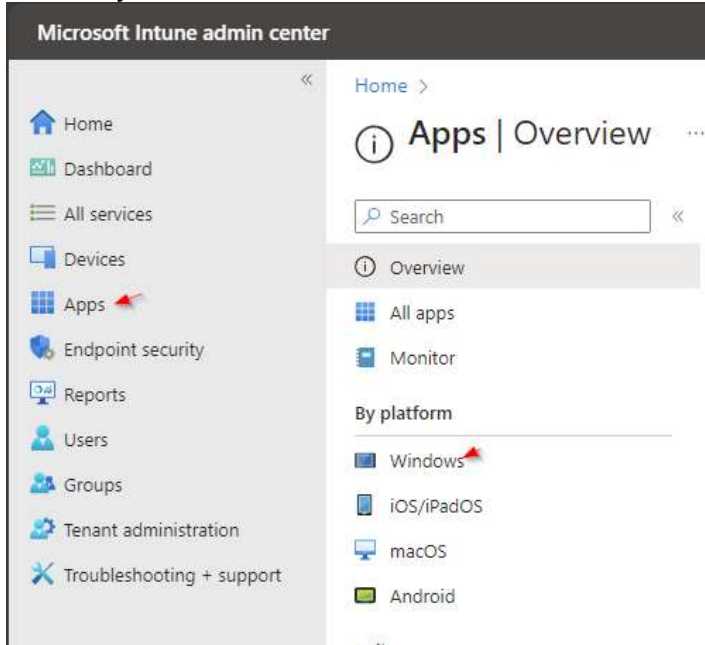 Microsoft Intune admin center
Home
Dashboard
All services
Devices
Apps
Endpoint security
Reports
Users
Groups
Tenant administration
Troubleshooting + support
Home >
Apps | Overview ...
Search
Overview
All apps
Monitor
By platform
Windows
iOS/iPadOS
macOS
Android